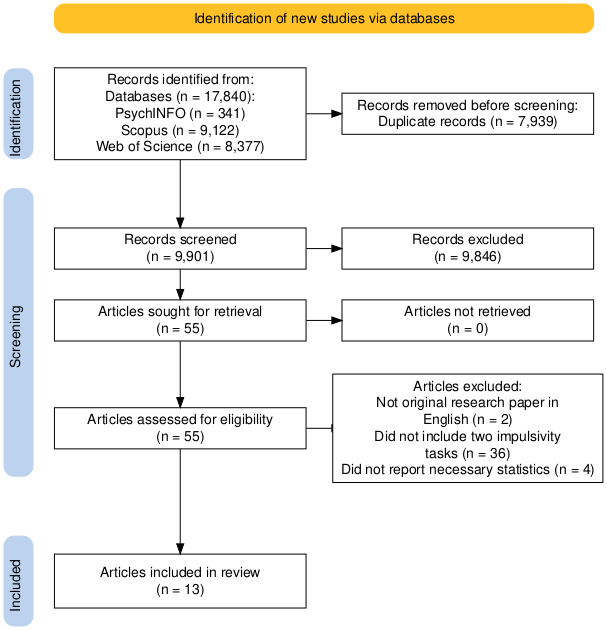 Identification of new studies via databases
Identification
Records identified from:
Databases (n = 17,840):
PsychINFO (n = 341)
Scopus (n = 9,122)
Web of Science (n = 8,377)
Records removed before screening:
Duplicate records (n = 7,939)
Screening
Records screened
(n = 9,901)
Records excluded
(n = 9,846)
Articles sought for retrieval
(n = 55)
Articles not retrieved
(n = 0)
Articles assessed for eligibility
(n = 55)
Articles excluded:
Not original research paper in
English (n = 2)
Did not include two impulsivity
tasks (n = 36)
Did not report necessary statistics (n = 4)
Included
Articles included in review
(n = 13)